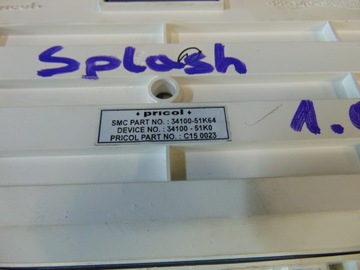 Splash
• pricol •
SMC PART NO. : 34100-51K64
DEVICE NO. : 34100 - 51K0
PRICOL PART NO. : C15 0023
1.